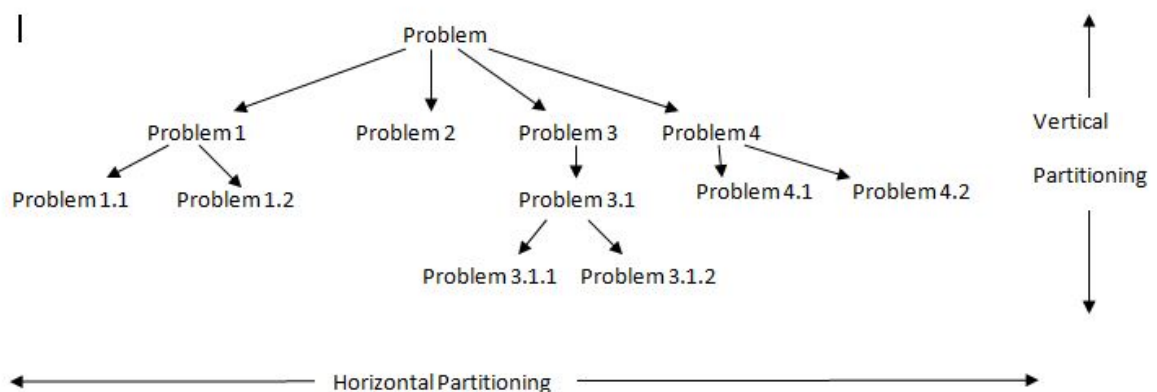 Problem
Problem 1
Problem 2
Problem 3
Problem 4
Vertical
Partitioning
Problem 1.1
Problem 1.2
Problem 3.1
Problem 4.1
Problem 4.2
Problem 3.1.1
Problem 3.1.2
Horizontal Partitioning